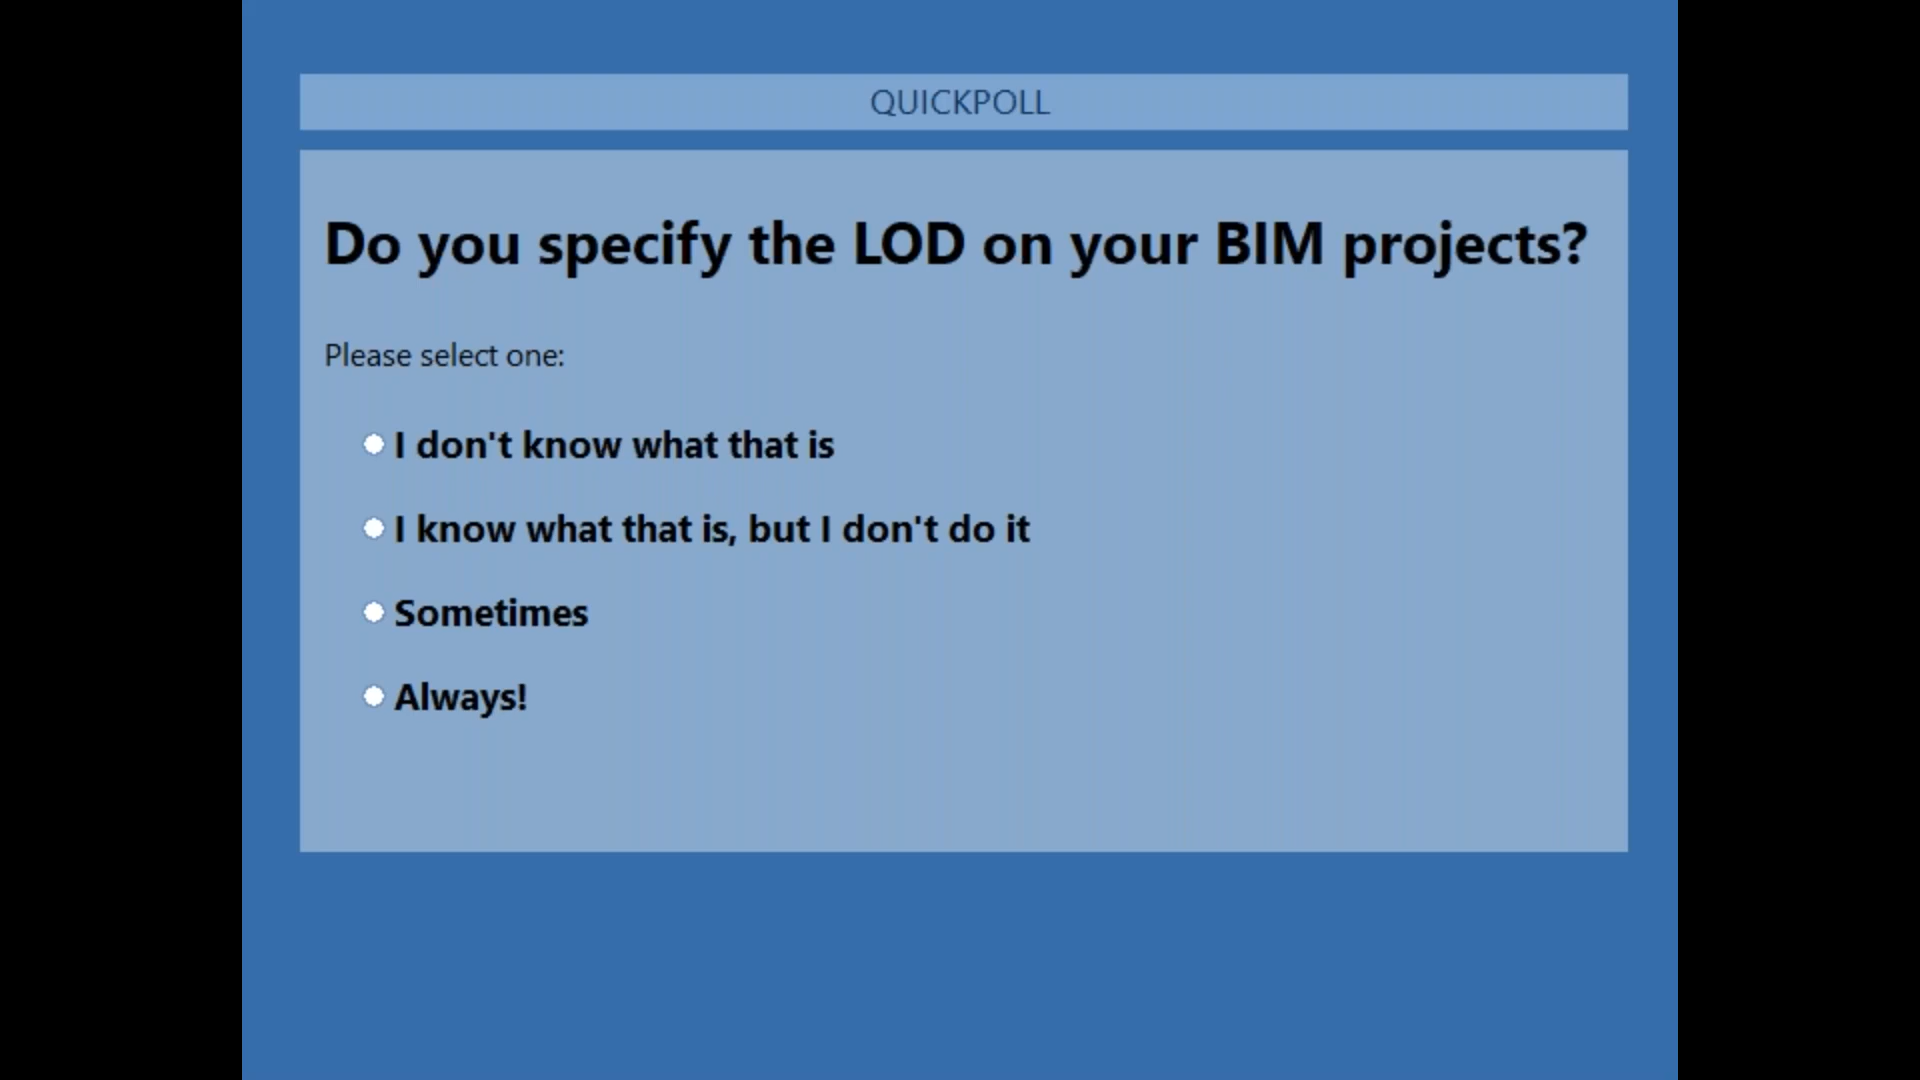 QUICKPOLL
Do you specify the LOD on your BIM projects?
Please select one:
I don't know what that is
I know what that is, but I don't do it
Sometimes
Always!